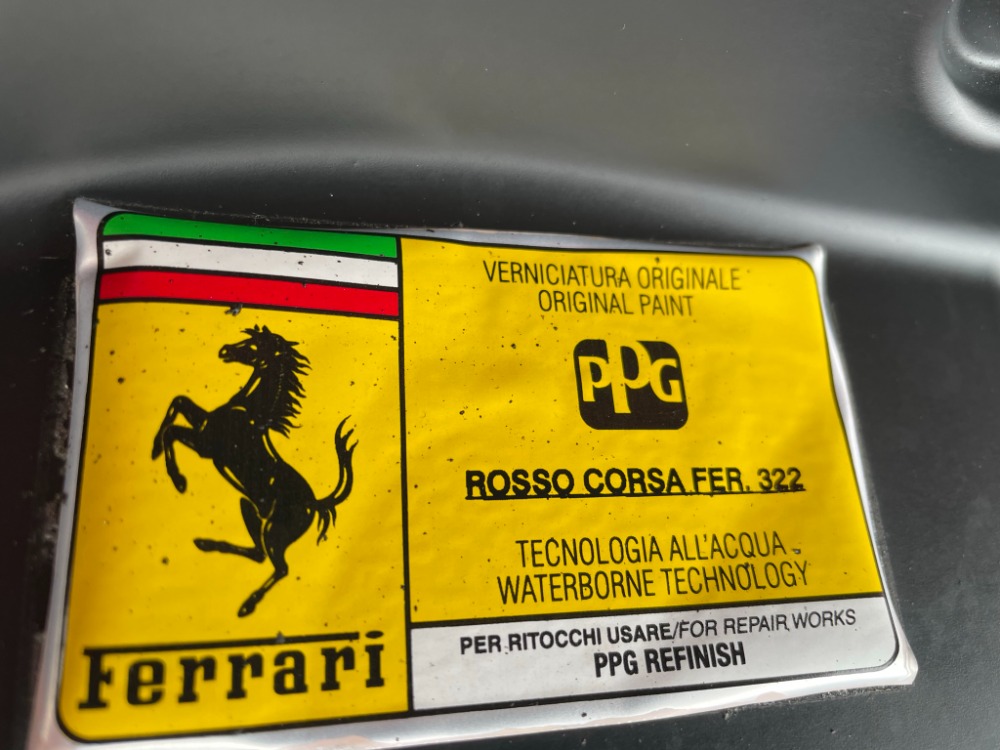 Ferrari
VERNICIATURA ORIGINALE
ORIGINAL PAINT
PPG
ROSSO CORSA FER. 322
TECNOLOGIA ALL'ACQUA
WATERBORNE TECHNOLOGY
PER RITOCCHI USARE/FOR REPAIR WORKS
PPG REFINISH